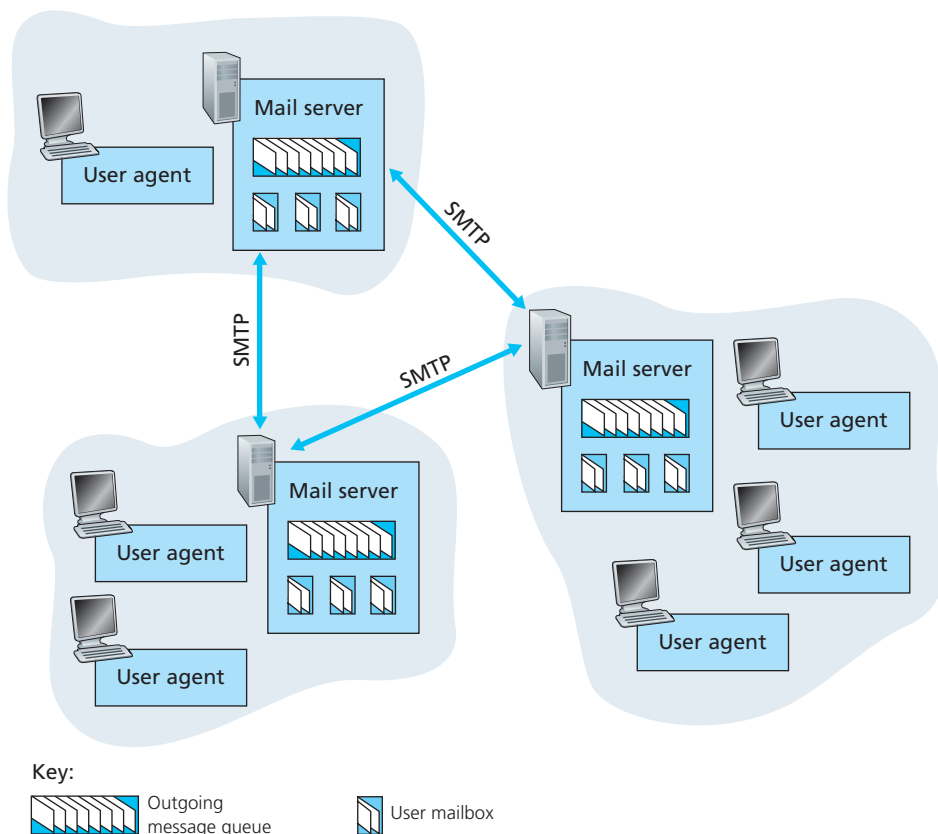 Mail server
User agent
SMTP
SMTP
SMTP
Mail server
User agent
Mail server
User agent
User agent
User agent
User agent
Key:
Outgoing
message queue
User mailbox